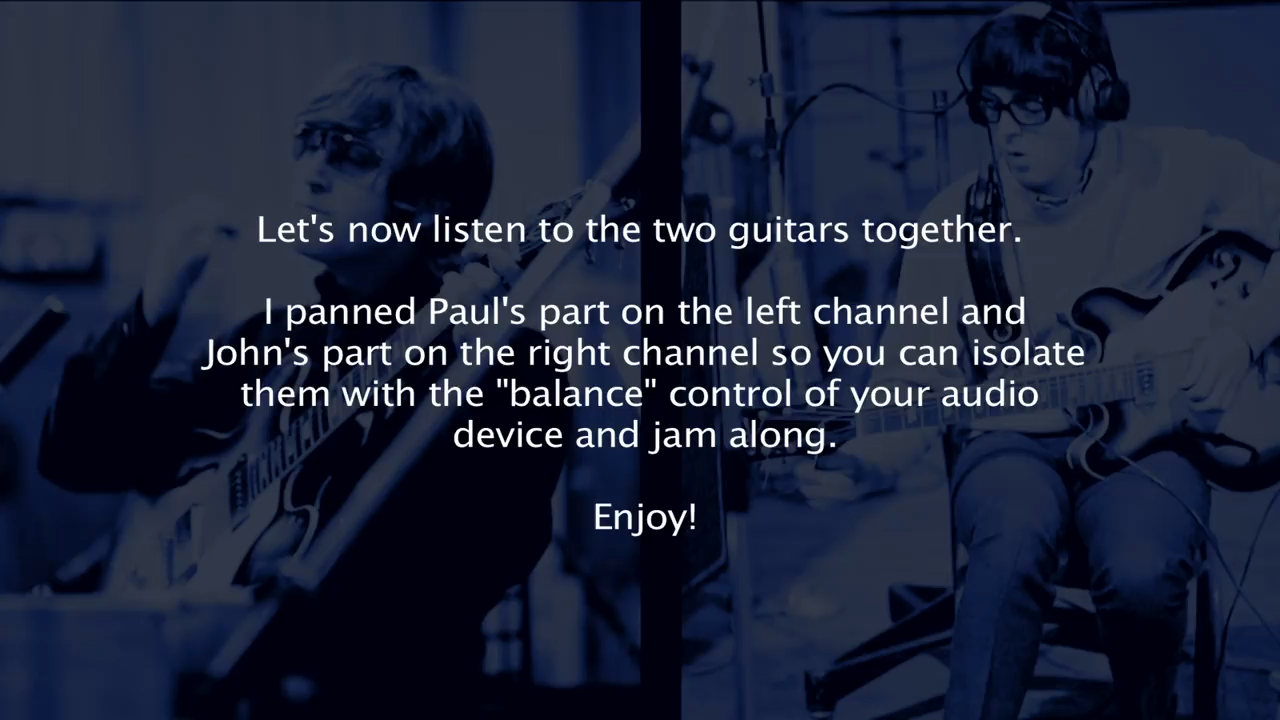 Let's now listen to the two guitars together.
I panned Paul's part on the left channel and
John's part on the right channel so you can isolate
them with the "balance" control of your audio
device and jam along.
Enjoy!